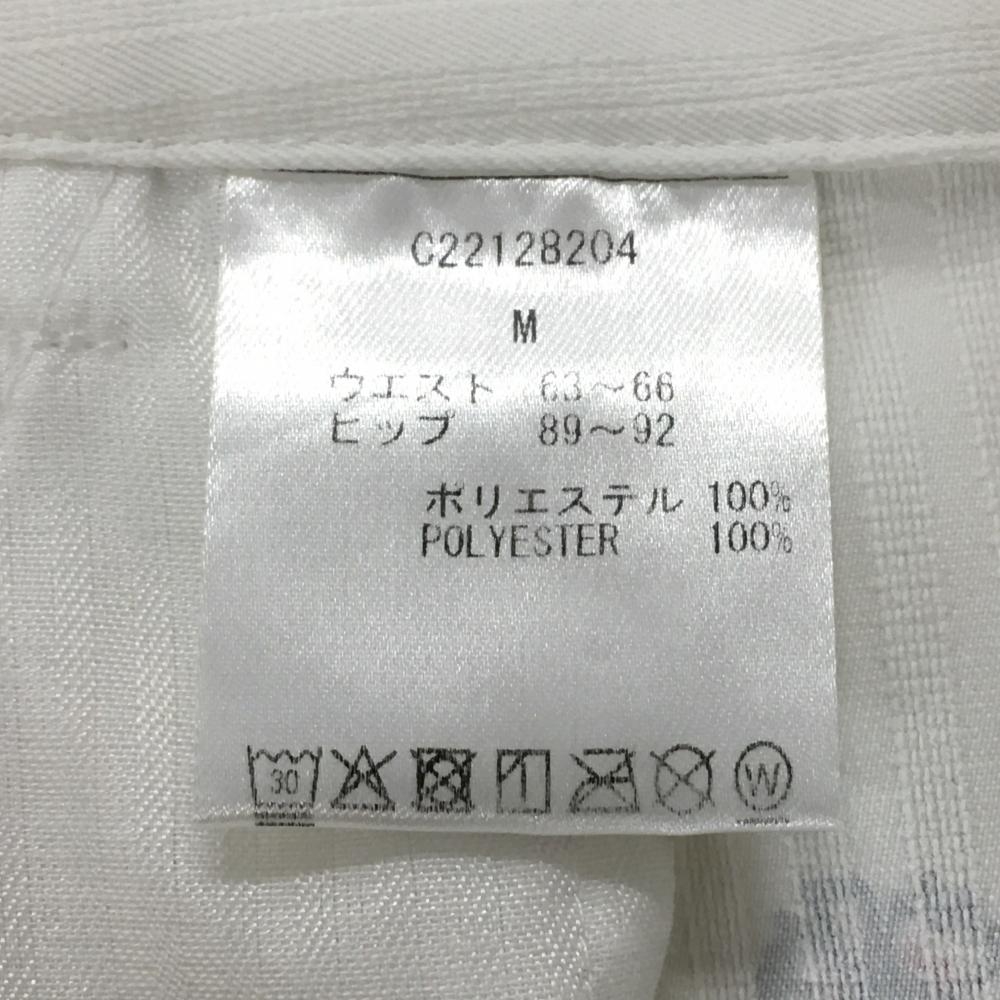 C22128204
M
ウエスト 63～66
ヒップ 89～92
ポリエステル 100%
POLYESTER 100%
30 W